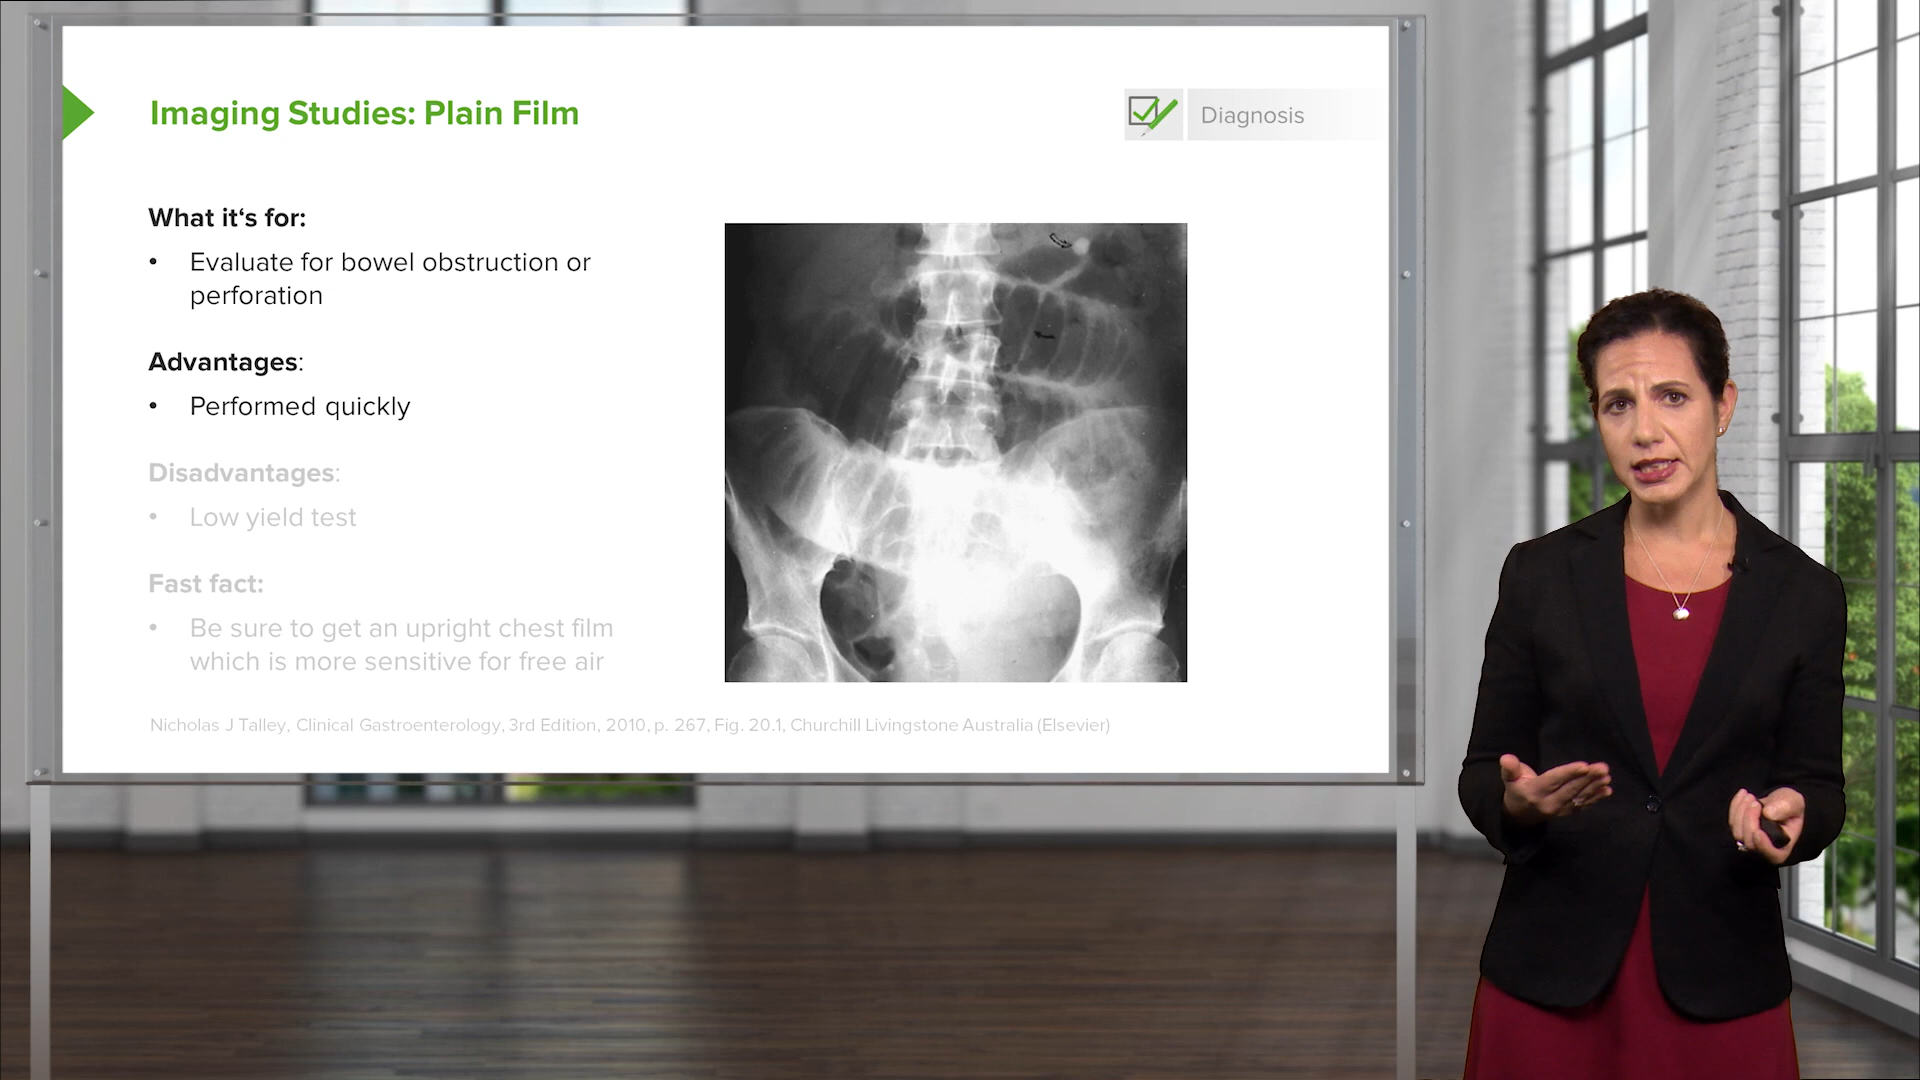 Imaging Studies: Plain Film
Diagnosis
What it‘s for:
• Evaluate for bowel obstruction or
perforation
Advantages:
• Performed quickly
Disadvantages:
• Low yield test
Fast fact:
• Be sure to get an upright chest film
which is more sensitive for free air
Nicholas J Talley, Clinical Gastroenterology, 3rd Edition, 2010, p. 267, Fig. 20.1, Churchill Livingstone Australia (Elsevier)